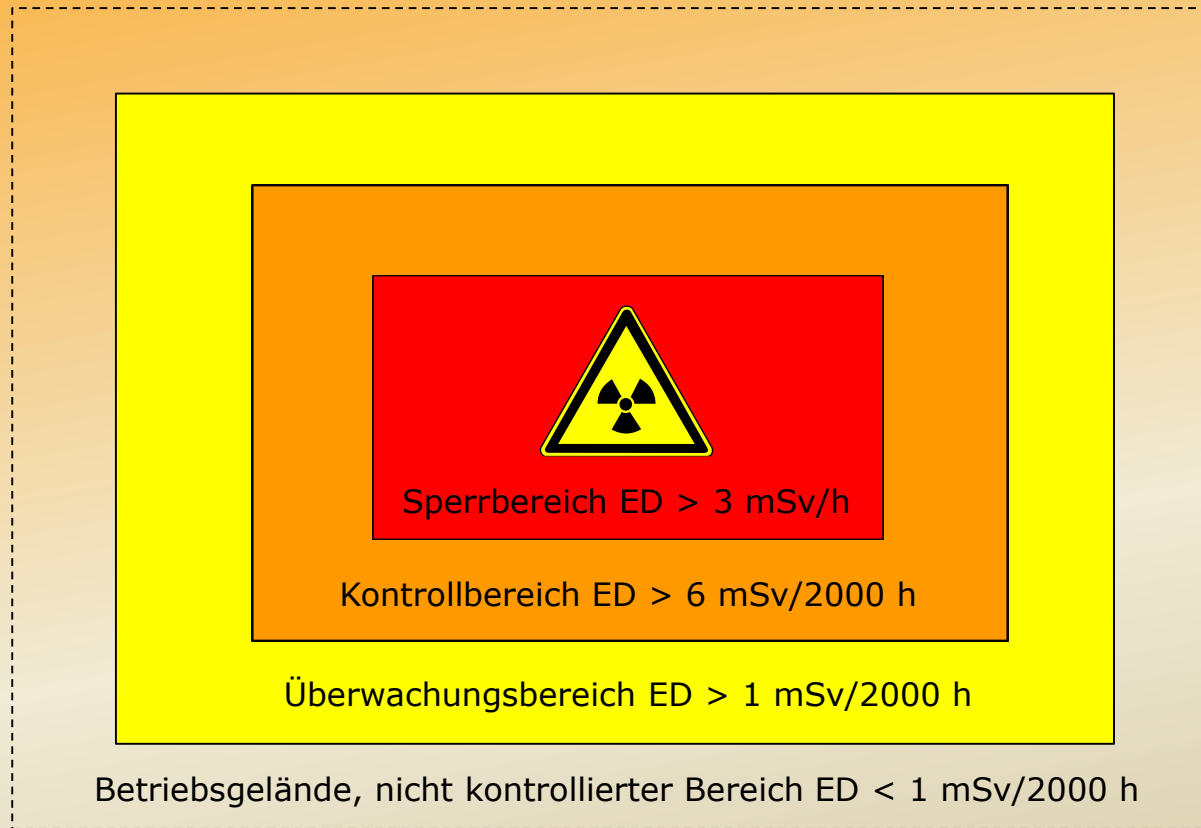 Sperrbereich ED > 3 mSv/h
Kontrollbereich ED > 6 mSv/2000 h
Überwachungsbereich ED > 1 mSv/2000 h
Betriebsgelände, nicht kontrollierter Bereich ED < 1 mSv/2000 h